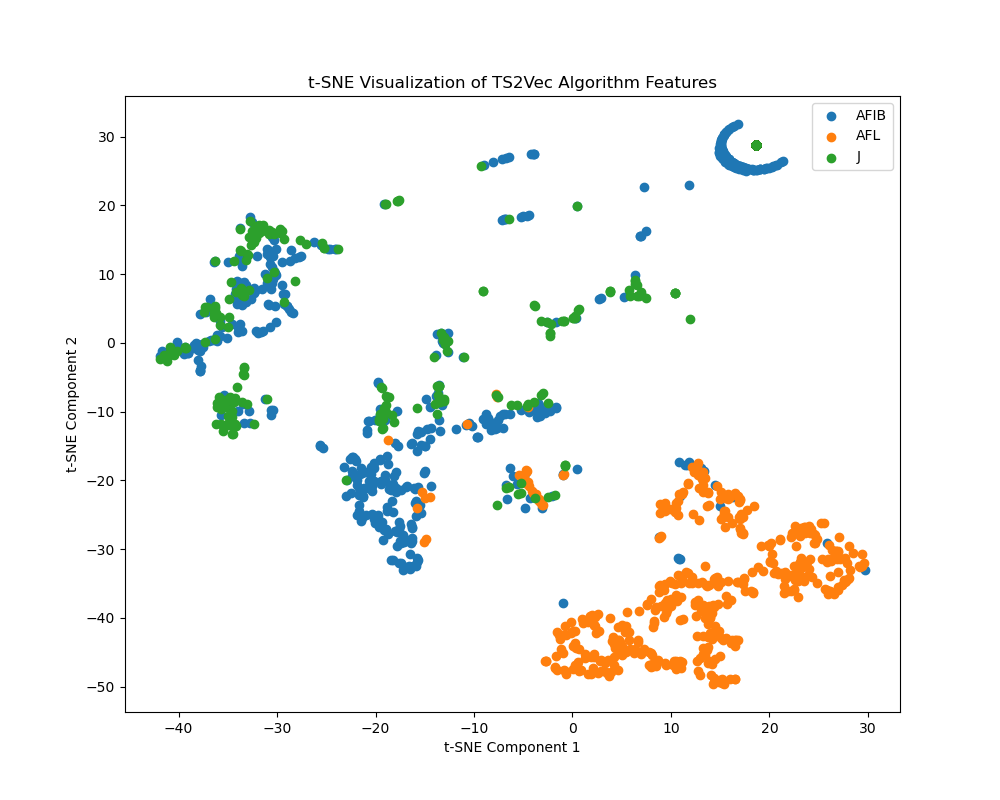 t-SNE Visualization of TS2Vec Algorithm Features
AFIB
AFL
J
30
20
10
0
−10
−20
−30
−40
−50
t-SNE Component 2
−40 −30 −20 −10 0 10 20 30
t-SNE Component 1